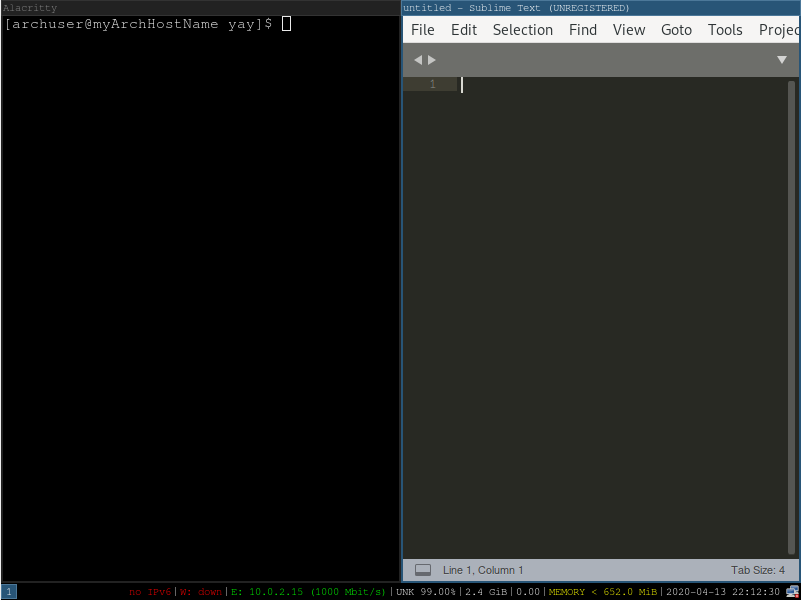 Alacritty
[archuser@myArchHostName yay]$
untitled - Sublime Text (UNREGISTERED)
File Edit Selection Find View Goto Tools Projec
1
Line 1, Column 1 Tab Size: 4
1 no IPv6|W: down|E: 10.0.2.15 (1000 Mbit/s)|UNK 99.00%|2.4 GiB|0.00|MEMORY < 652.0 MiB|2020-04-13 22:12:30